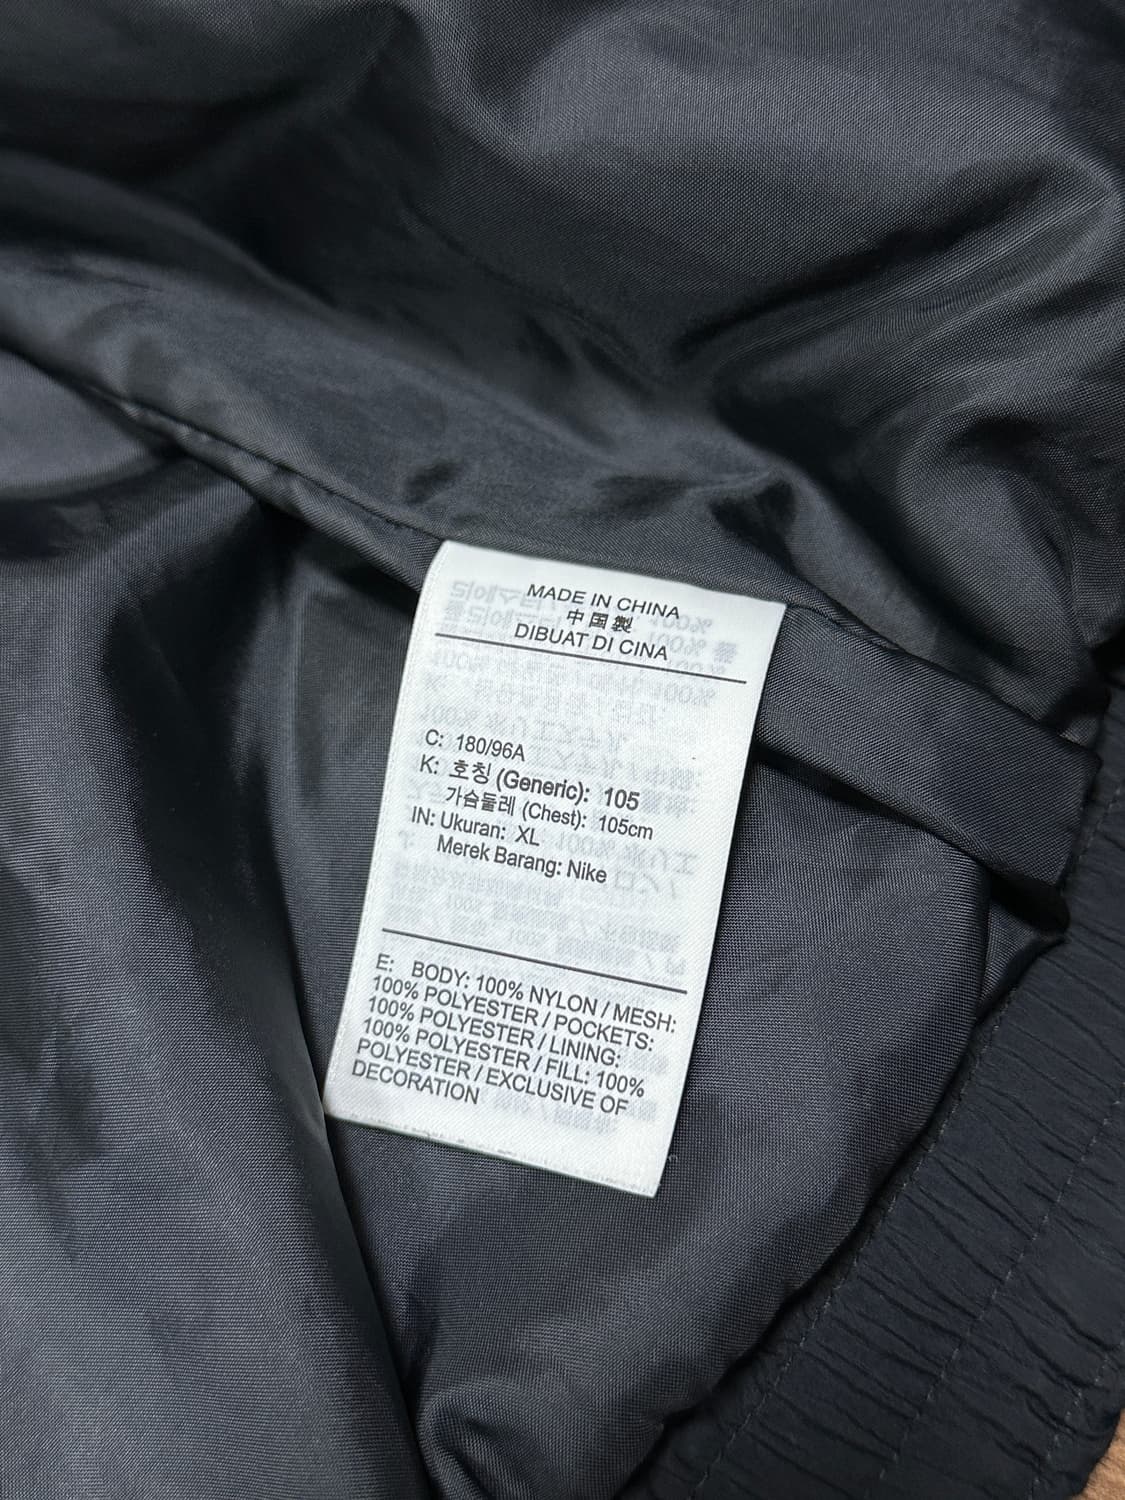 MADE IN CHINA
中国製
DIBUAT DI CINA
C: 180/96A
K: 호칭 (Generic): 105
가슴둘레 (Chest): 105cm
IN: Ukuran: XL
Merek Barang: Nike
E: BODY: 100% NYLON / MESH:
100% POLYESTER / POCKETS:
100% POLYESTER / LINING:
100% POLYESTER / FILL: 100%
POLYESTER / EXCLUSIVE OF
DECORATION